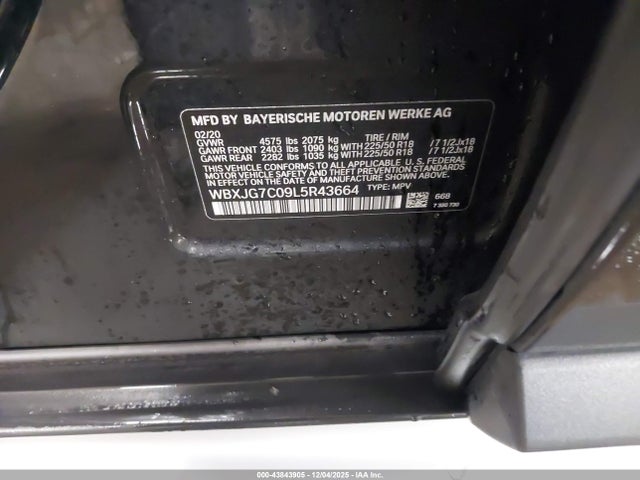 MFD BY BAYERISCHE MOTOREN WERKE AG
02/20
GVWR 4575 lbs 2075 kg TIRE / RIM
GAWR FRONT 2403 lbs 1090 kg WITH 225/50 R18 /7 1/2Jx18
GAWR REAR 2282 lbs 1035 kg WITH 225/50 R18 /7 1/2Jx18
THIS VEHICLE CONFORMS TO ALL APPLICABLE U. S. FEDERAL
MOTOR VEHICLE SAFETY, BUMPER, AND THEFT PREVENTION
STANDARDS IN EFFECT ON THE DATE OF MANUFACTURE
SHOWN ABOVE.
WBXJG7C09L5R43664 TYPE: MPV
668
000-43843905 - 12/04/2025 - IAA, Inc.